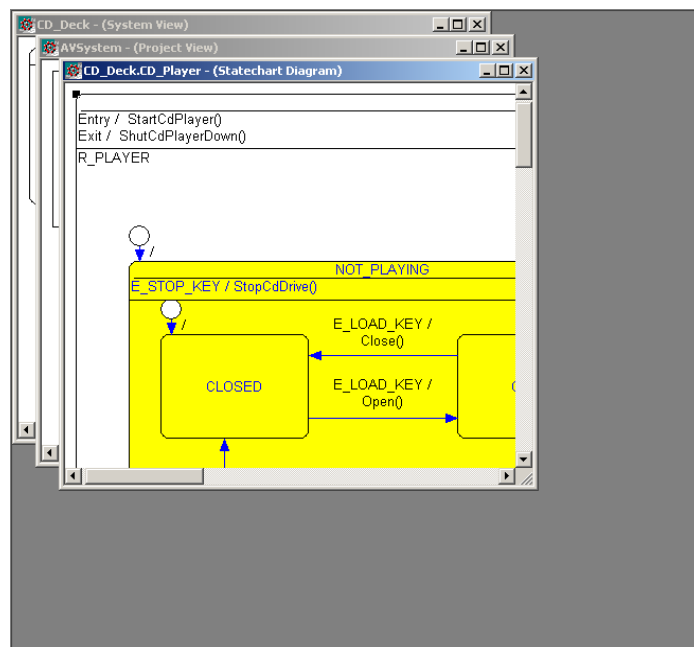 CD_Deck - (System View)
AVSystem - (Project View)
CD_Deck.CD_Player - (Statechart Diagram)
Entry / StartCdPlayer()
Exit / ShutCdPlayerDown()
R_PLAYER
/
NOT_PLAYING
E_STOP_KEY / StopCdDrive()
/
E_LOAD_KEY /
Close()
CLOSED
E_LOAD_KEY /
Open()